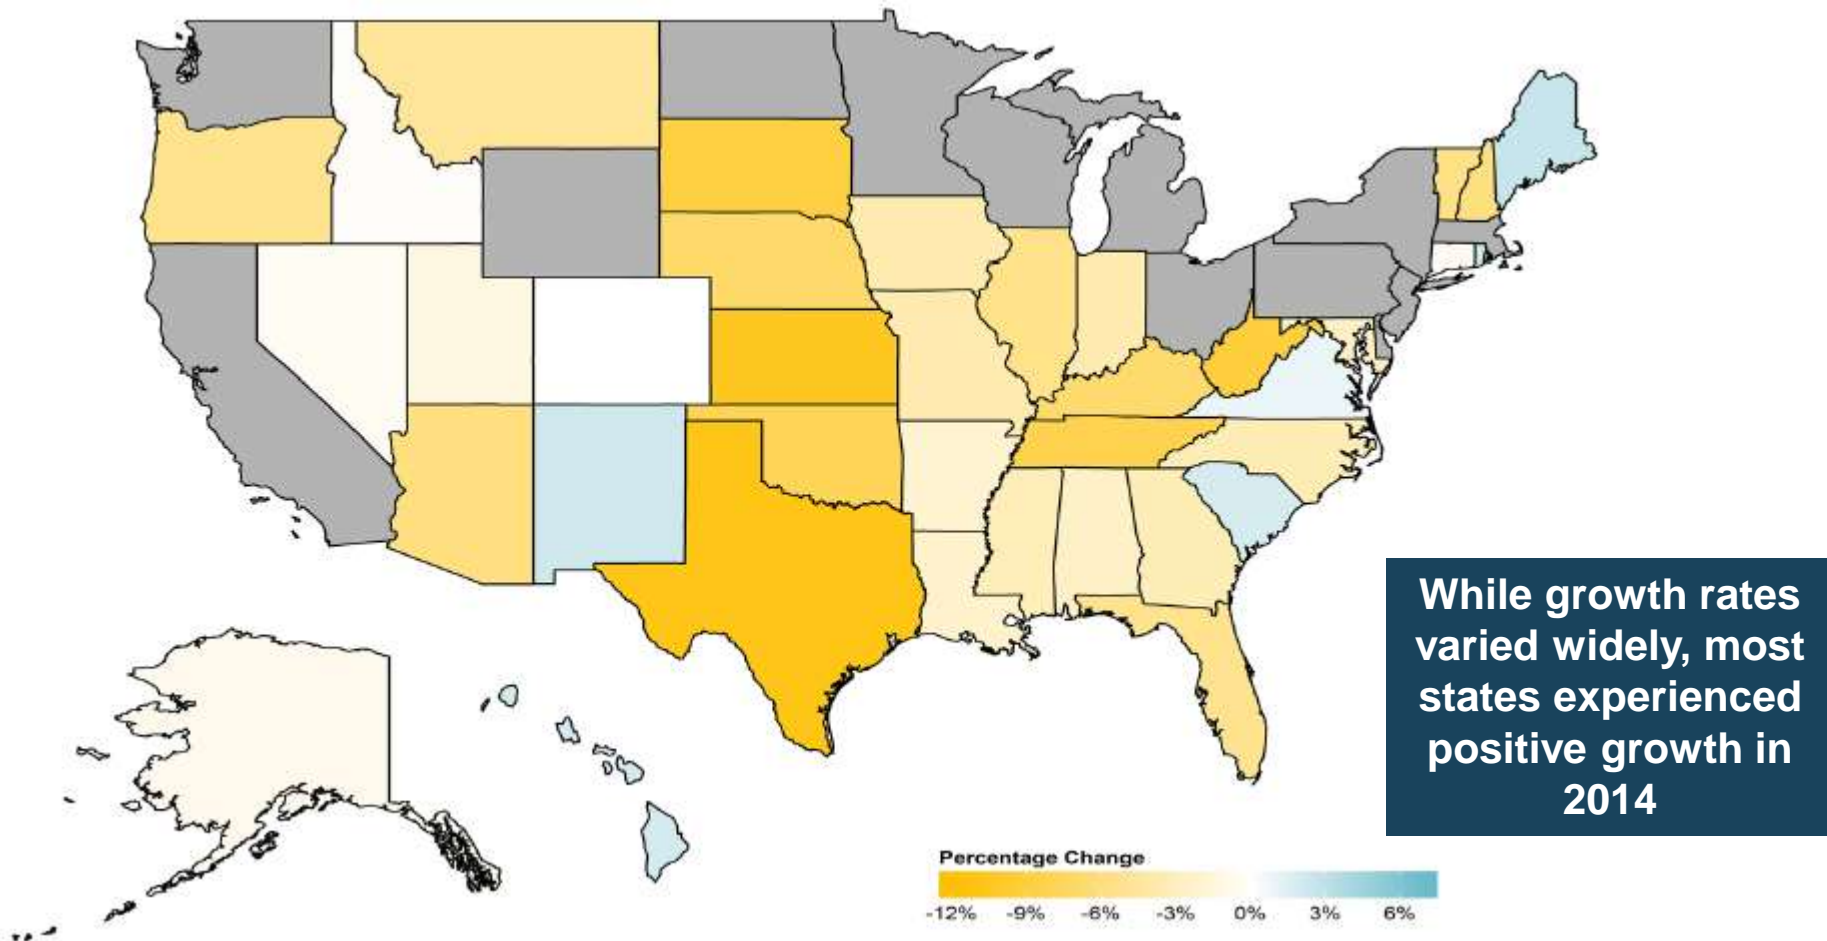 While growth rates
varied widely, most
states experienced
positive growth in
2014
Percentage Change
-12% -9% -6% -3% 0% 3% 6%